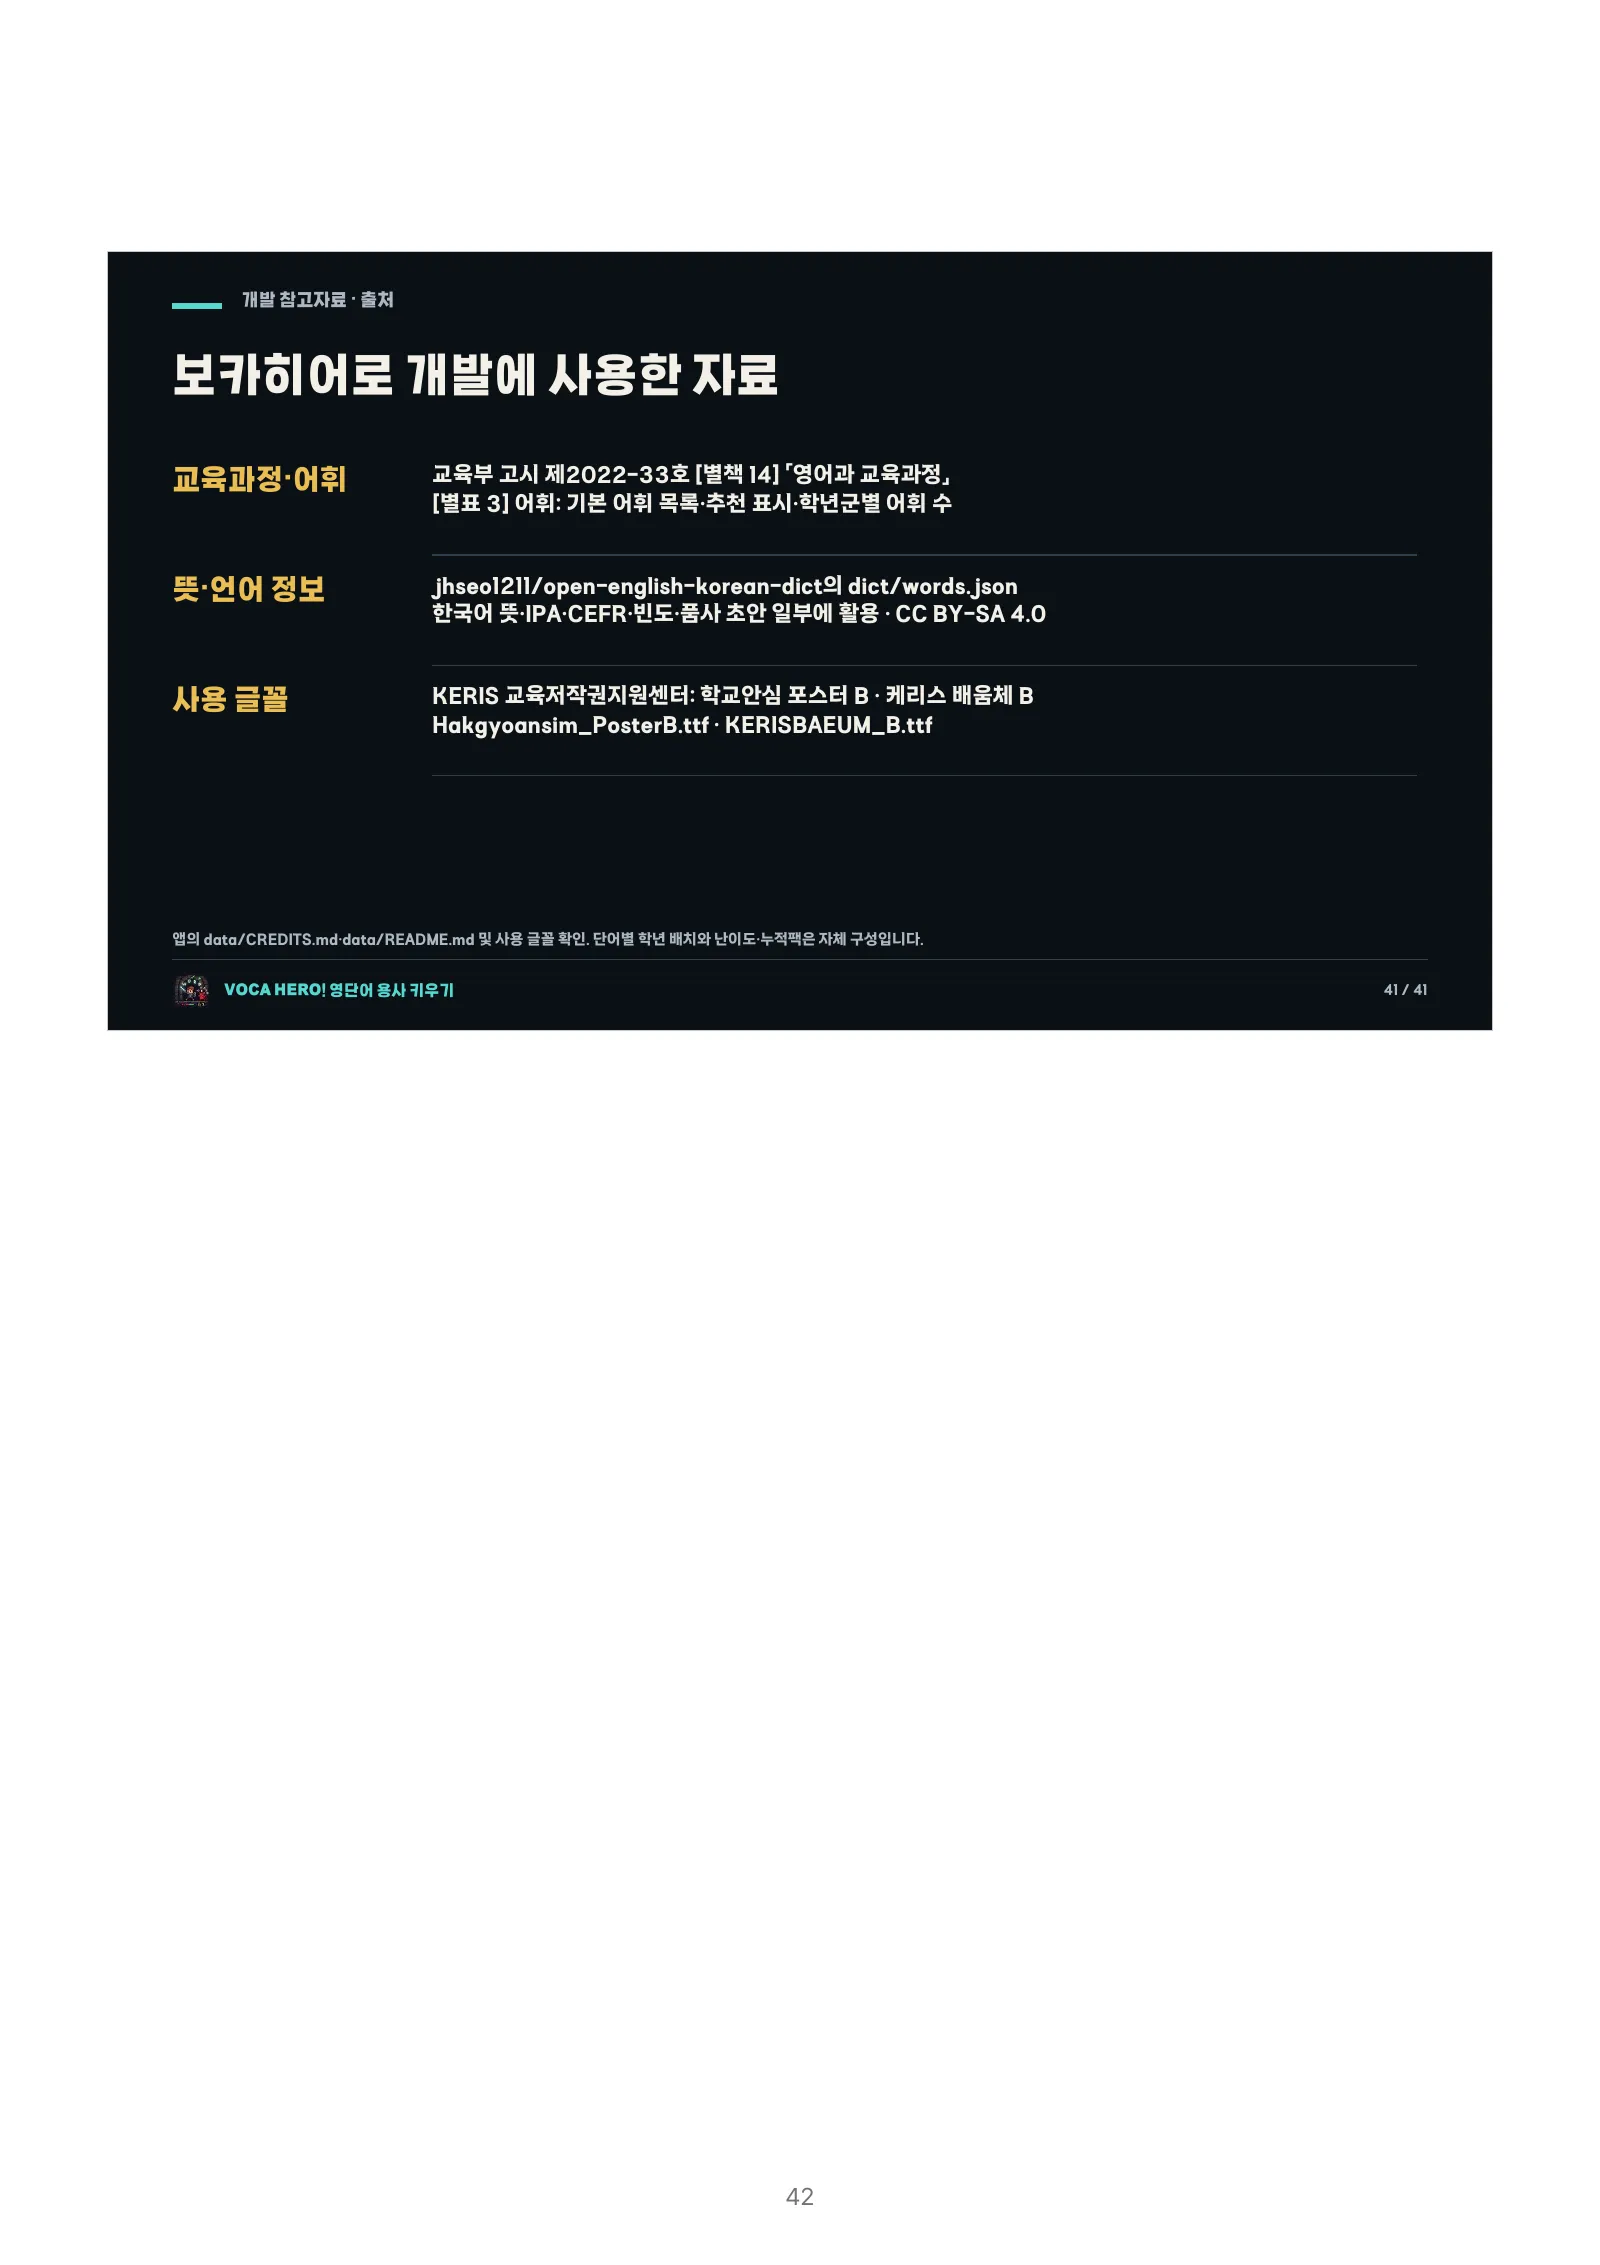 개발 참고자료 · 출처
보카히어로 개발에 사용한 자료
교육과정·어휘
교육부 고시 제2022-33호 [별책 14] 「영어과 교육과정」
[별표 3] 어휘: 기본 어휘 목록·추천 표시·학년군별 어휘 수
뜻·언어 정보
jhseo1211/open-english-korean-dict의 dict/words.json
한국어 뜻·IPA·CEFR·빈도·품사 초안 일부에 활용 · CC BY-SA 4.0
사용 글꼴
KERIS 교육저작권지원센터: 학교안심 포스터 B · 케리스 배움체 B
Hakgyoansim_PosterB.ttf · KERISBAEUM_B.ttf
앱의 data/CREDITS.md·data/README.md 및 사용 글꼴 확인. 단어별 학년 배치와 난이도·누적팩은 자체 구성입니다.
VOCA HERO! 영단어 용사 키우기
41 / 41
42